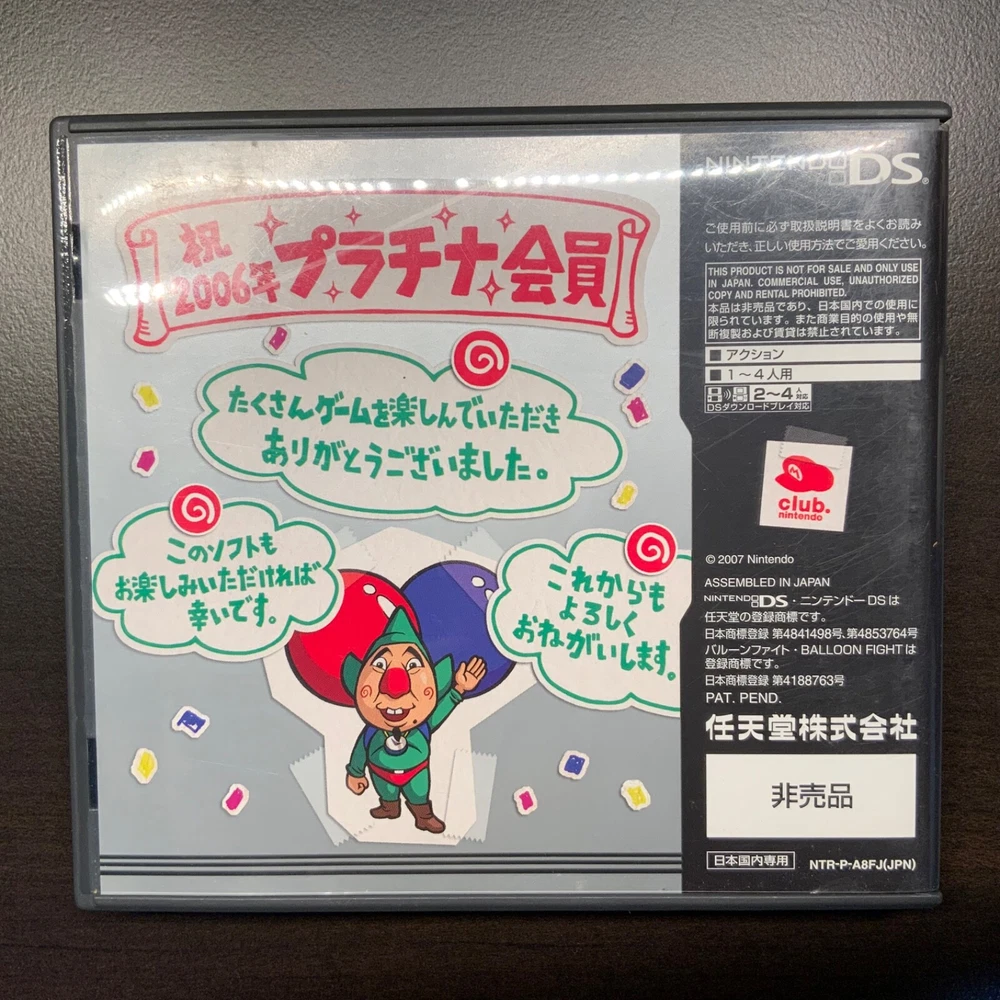 祝
2006年
プラチナ会員
たくさんゲームを楽しんでいただき
ありがとうございました。
このソフトも
お楽しみいただければ
幸いです。
これからも
よろしく
おねがいします。
NINTENDO DS®
ご使用前に必ず取扱説明書をよくお読み
いただき、正しい使用方法でご愛用ください。
THIS PRODUCT IS NOT FOR SALE AND ONLY USE
IN JAPAN. COMMERCIAL USE, UNAUTHORIZED
COPY AND RENTAL PROHIBITED.
本品は非売品であり、日本国内での使用に
限られています。また商業目的の使用や無
断複製および賃貸は禁止されています。
■ アクション
■ 1～4人用
2～4人対応
DSダウンロードプレイ対応
M
club.
nintendo
© 2007 Nintendo
ASSEMBLED IN JAPAN
NINTENDO DS・ニンテンドーDSは
任天堂の登録商標です。
日本商標登録 第4841498号、第4853764号
バルーンファイト・BALLOON FIGHTは
登録商標です。
日本商標登録 第4188763号
PAT. PEND.
任天堂株式会社
非売品
日本国内専用
NTR-P-A8FJ(JPN)